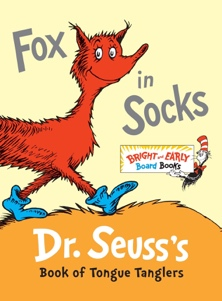 Fox
in
Socks
BRIGHT and EARLY
Board Books
Dr. Seuss's
Book of Tongue Tanglers